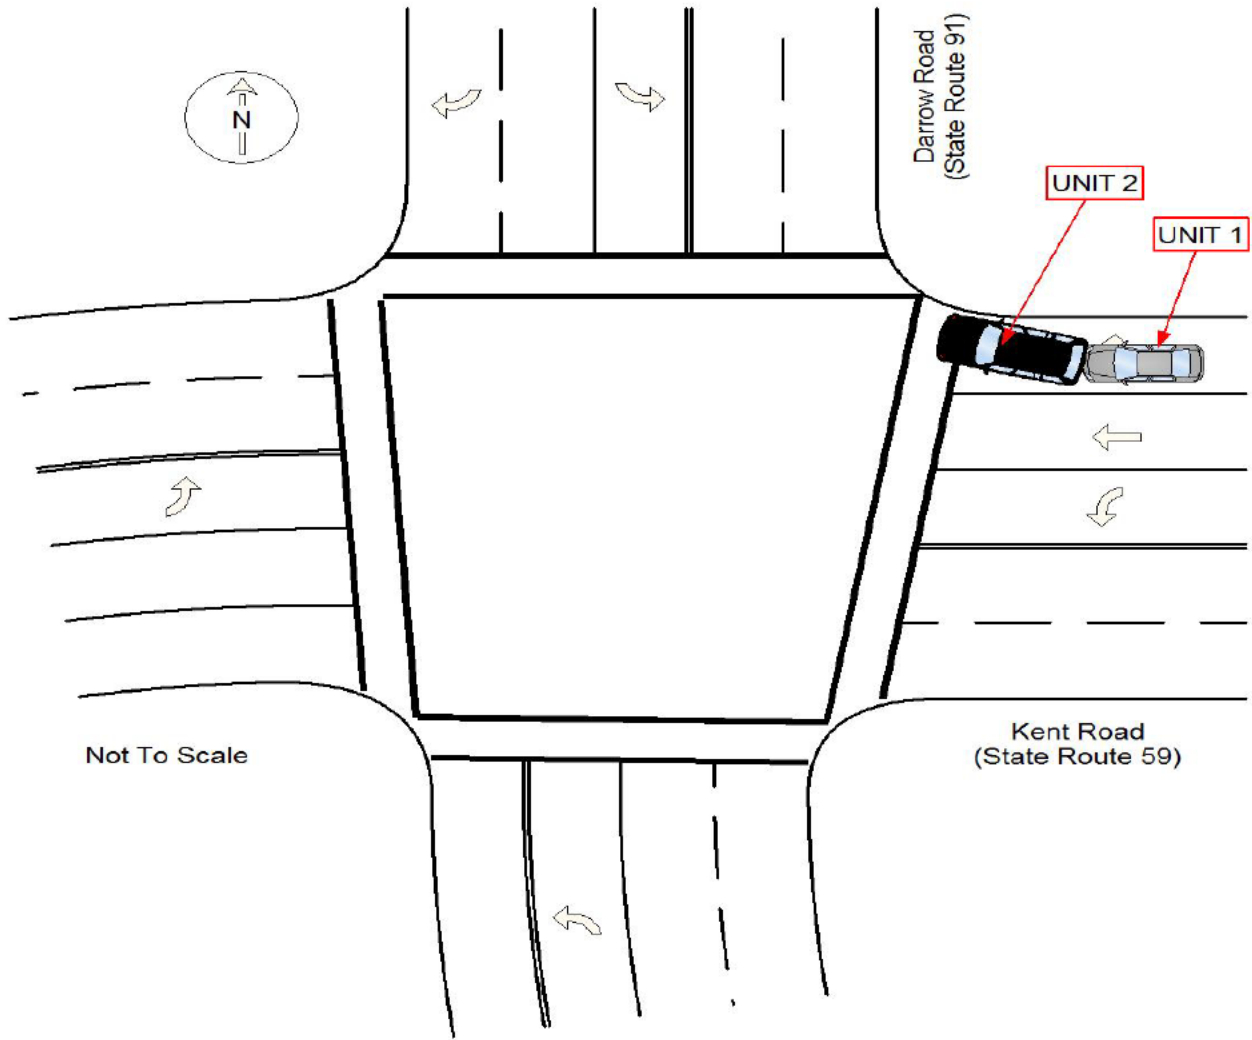 Darrow Road
(State Route 91)
N
UNIT 2
UNIT 1
Kent Road
(State Route 59)
Not To Scale